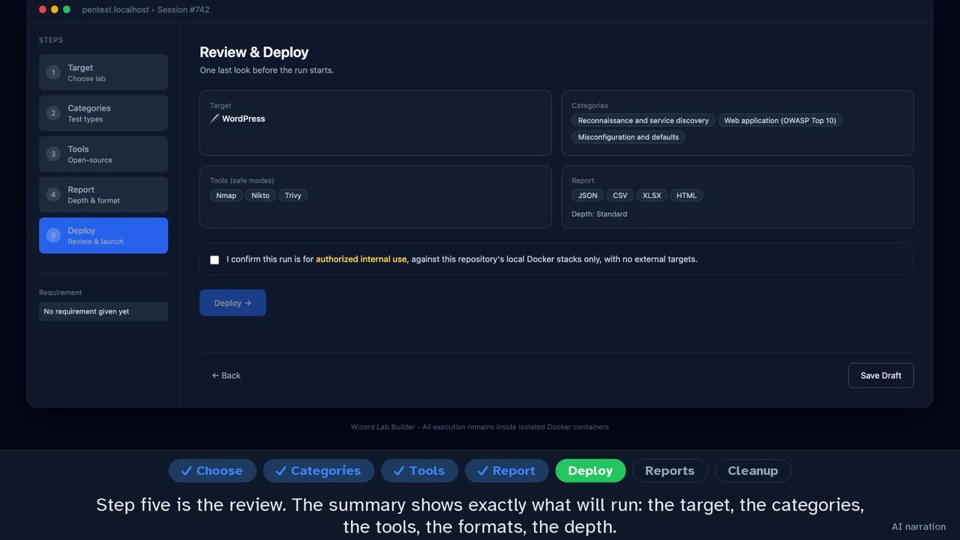 pentest.localhost • Session #742
STEPS
1
Target
Choose lab
2
Categories
Test types
3
Tools
Open-source
4
Report
Depth & format
5
Deploy
Review & launch
Requirement
No requirement given yet
Review & Deploy
One last look before the run starts.
Target
WordPress
Categories
Reconnaissance and service discovery
Web application (OWASP Top 10)
Misconfiguration and defaults
Tools (safe modes)
Nmap Nikto Trivy
Report
JSON CSV XLSX HTML
Depth: Standard
I confirm this run is for authorized internal use, against this repository's local Docker stacks only, with no external targets.
Deploy →
← Back
Save Draft
Wizard Lab Builder • All execution remains inside isolated Docker containers
✓ Choose ✓ Categories ✓ Tools ✓ Report Deploy Reports Cleanup
Step five is the review. The summary shows exactly what will run: the target, the categories,
the tools, the formats, the depth.
AI narration